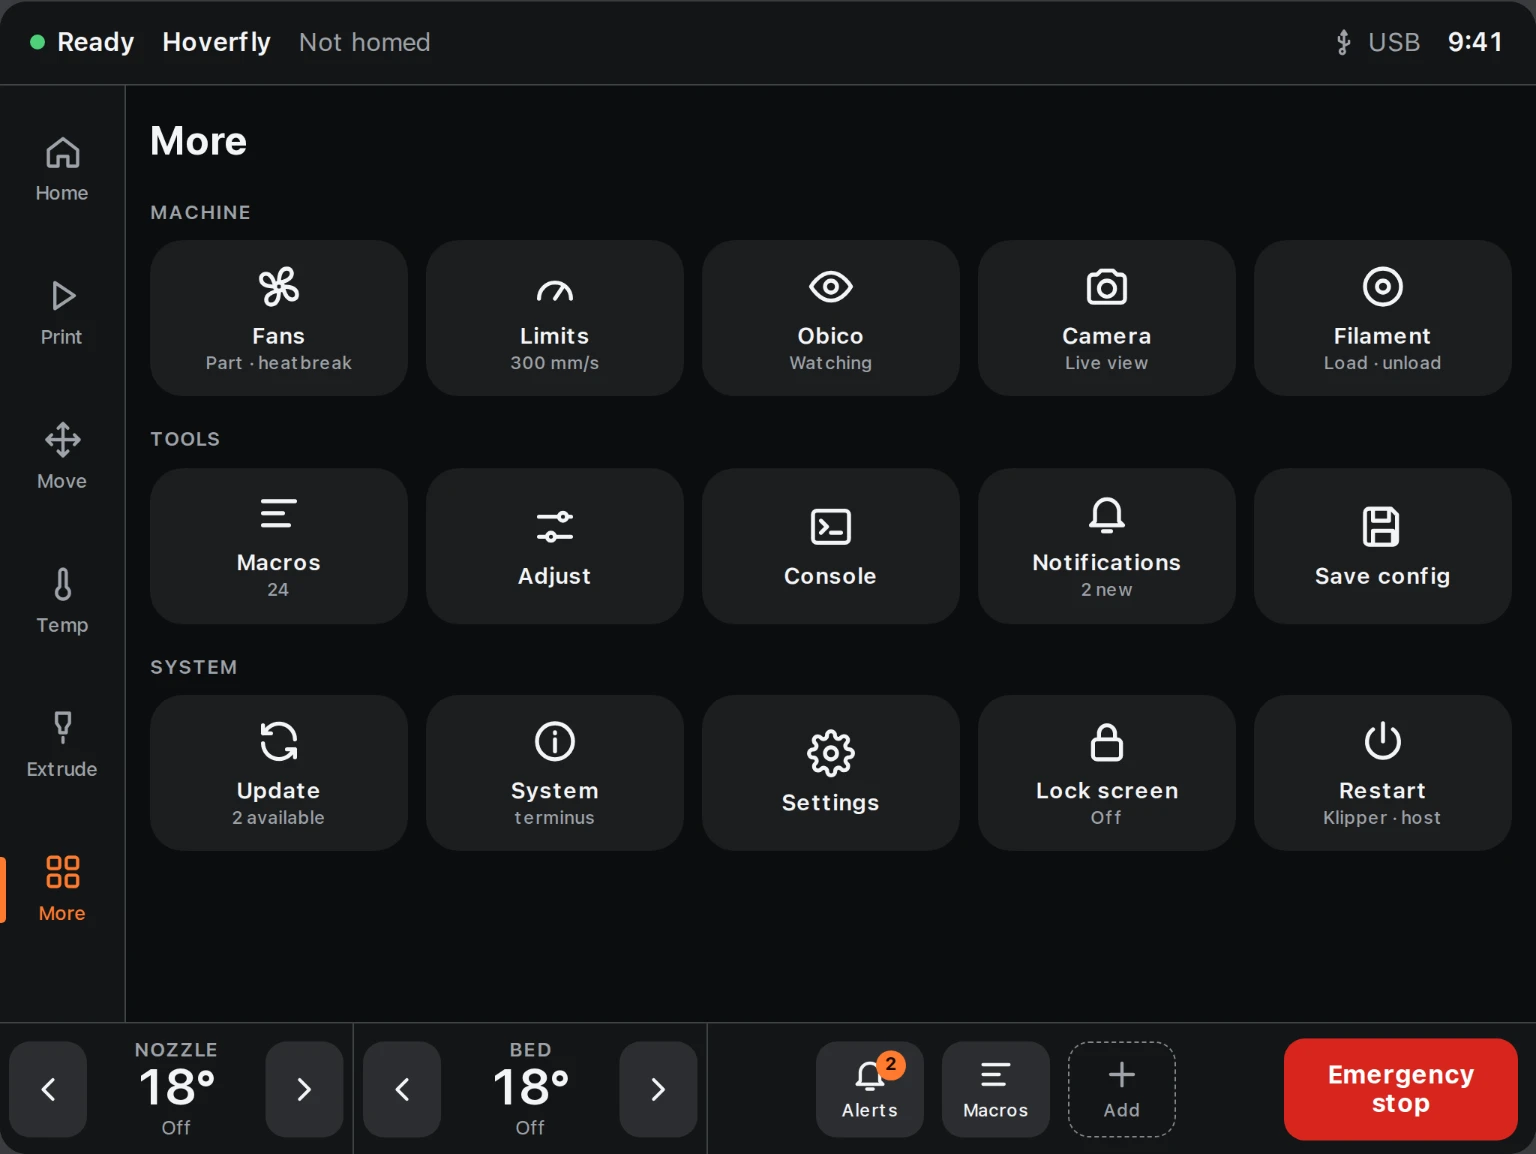 Ready Hoverfly Not homed USB 9:41
More
MACHINE
Fans
Part · heatbreak
Limits
300 mm/s
Obico
Watching
Camera
Live view
Filament
Load · unload
TOOLS
Macros
24
Adjust
Console
Notifications
2 new
Save config
SYSTEM
Update
2 available
System
terminus
Settings
Lock screen
Off
Restart
Klipper · host
Home
Print
Move
Temp
Extrude
More
NOZZLE
18°
Off
BED
18°
Off
2
Alerts
Macros
Add
Emergency
stop